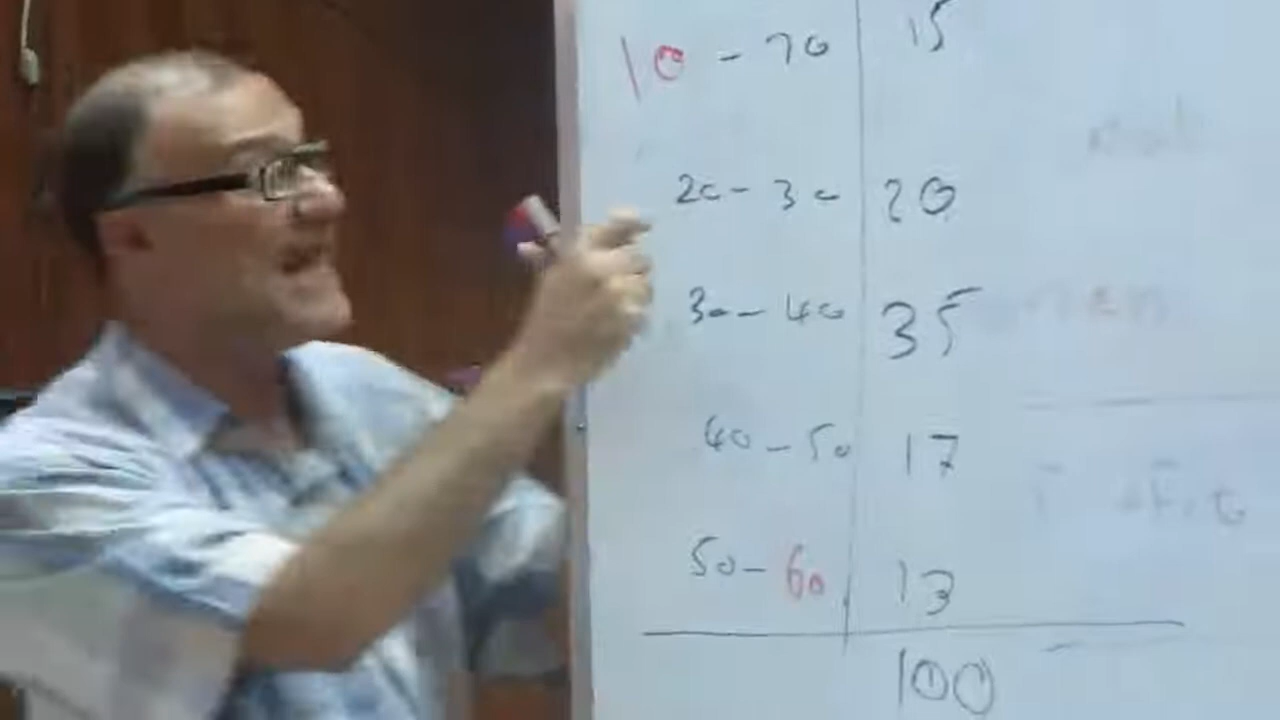 10 - 20 15
20 - 30 20
30 - 40 35
40 - 50 17
50 - 60 13
100